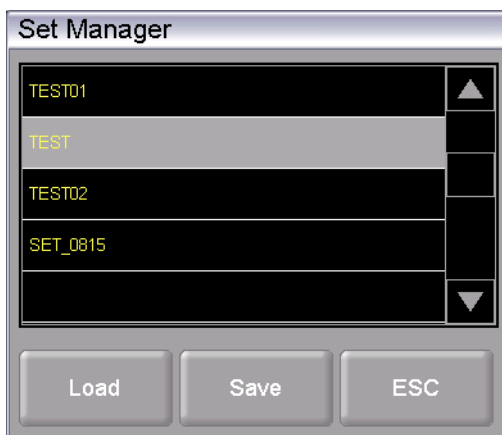 Set Manager
TEST01
TEST
TEST02
SET_0815
Load Save ESC